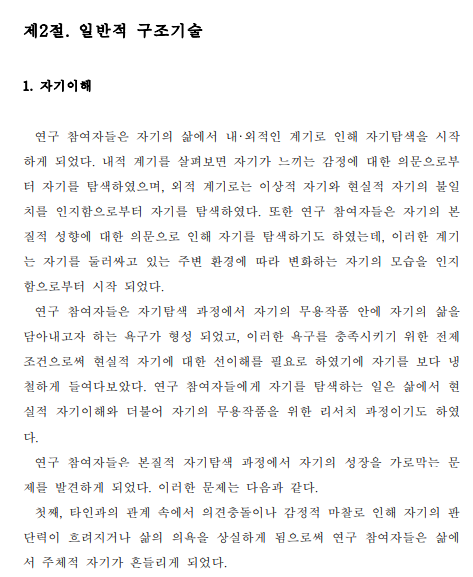 제2절. 일반적 구조기술
1. 자기이해
연구 참여자들은 자기의 삶에서 내·외적인 계기로 인해 자기탐색을 시작
하게 되었다. 내적 계기를 살펴보면 자기가 느끼는 감정에 대한 의문으로부
터 자기를 탐색하였으며, 외적 계기로는 이상적 자기와 현실적 자기의 불일
치를 인지함으로부터 자기를 탐색하였다. 또한 연구 참여자들은 자기의 본
질적 성향에 대한 의문으로 인해 자기를 탐색하기도 하였는데, 이러한 계기
는 자기를 둘러싸고 있는 주변 환경에 따라 변화하는 자기의 모습을 인지
함으로부터 시작 되었다.
연구 참여자들은 자기탐색 과정에서 자기의 무용작품 안에 자기의 삶을
담아내고자 하는 욕구가 형성 되었고, 이러한 욕구를 충족시키기 위한 전제
조건으로써 현실적 자기에 대한 선이해를 필요로 하였기에 자기를 보다 냉
철하게 들여다보았다. 연구 참여자들에게 자기를 탐색하는 일은 삶에서 현
실적 자기이해와 더불어 자기의 무용작품을 위한 리서치 과정이기도 하였
다.
연구 참여자들은 본질적 자기탐색 과정에서 자기의 성장을 가로막는 문
제를 발견하게 되었다. 이러한 문제는 다음과 같다.
첫째, 타인과의 관계 속에서 의견충돌이나 감정적 마찰로 인해 자기의 판
단력이 흐려지거나 삶의 의욕을 상실하게 됨으로써 연구 참여자들은 삶에
서 주체적 자기가 흔들리게 되었다.